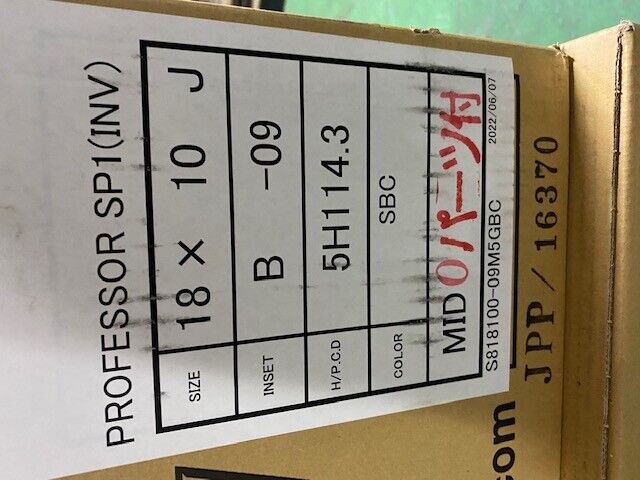 PROFESSOR SP1(INV)
SIZE 18 × 10 J
INSET B -09
H/P.C.D 5H114.3
COLOR SBC
MID 0パーツ付
S818100-09M5GBC 2022/06/07
JPP/16370
com